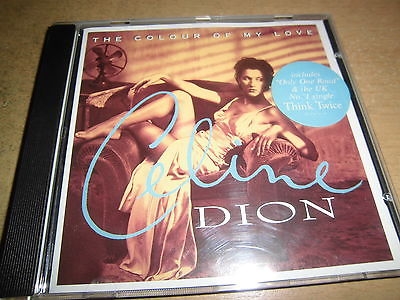 THE COLOUR OF MY LOVE
includes
"Only One Road"
& the UK
No. 1 single
Think Twice
Celine
DION